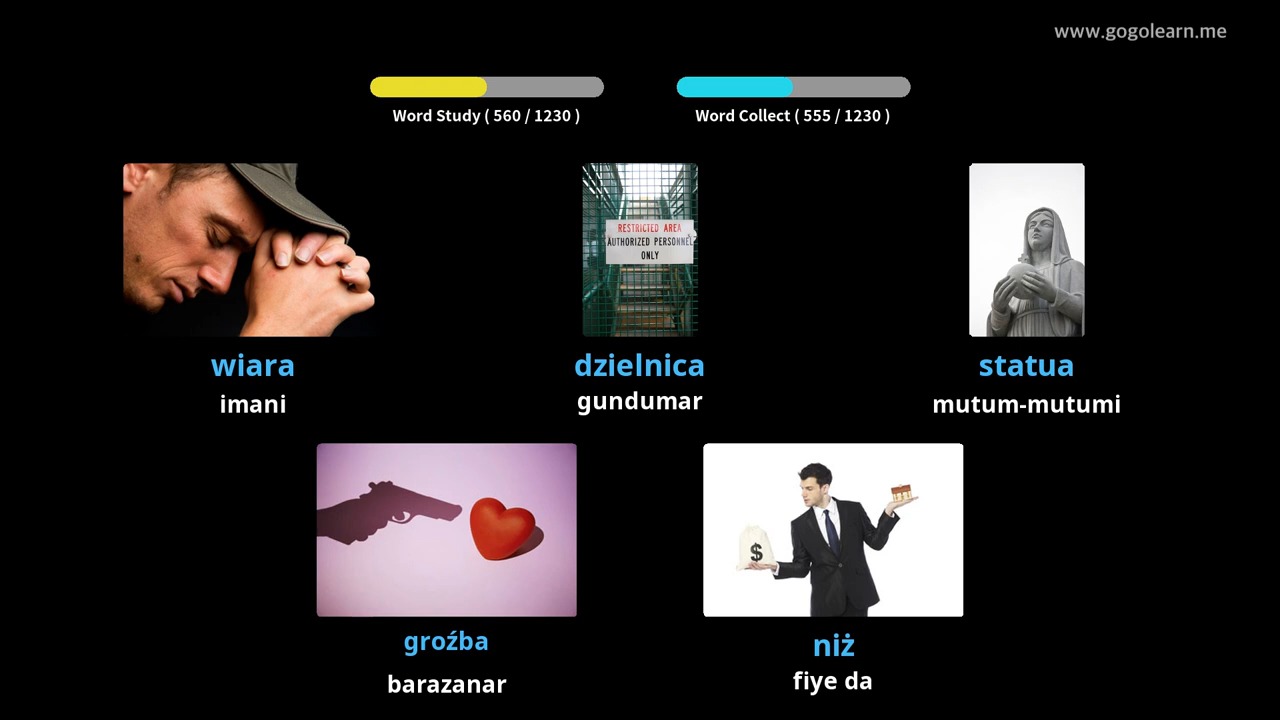 www.gogolearn.me
Word Study ( 560 / 1230 )
Word Collect ( 555 / 1230 )
RESTRICTED AREA
AUTHORIZED PERSONNEL
ONLY
wiara
imani
dzielnica
gundumar
statua
mutum-mutumi
$
groźba
barazanar
niż
fiye da